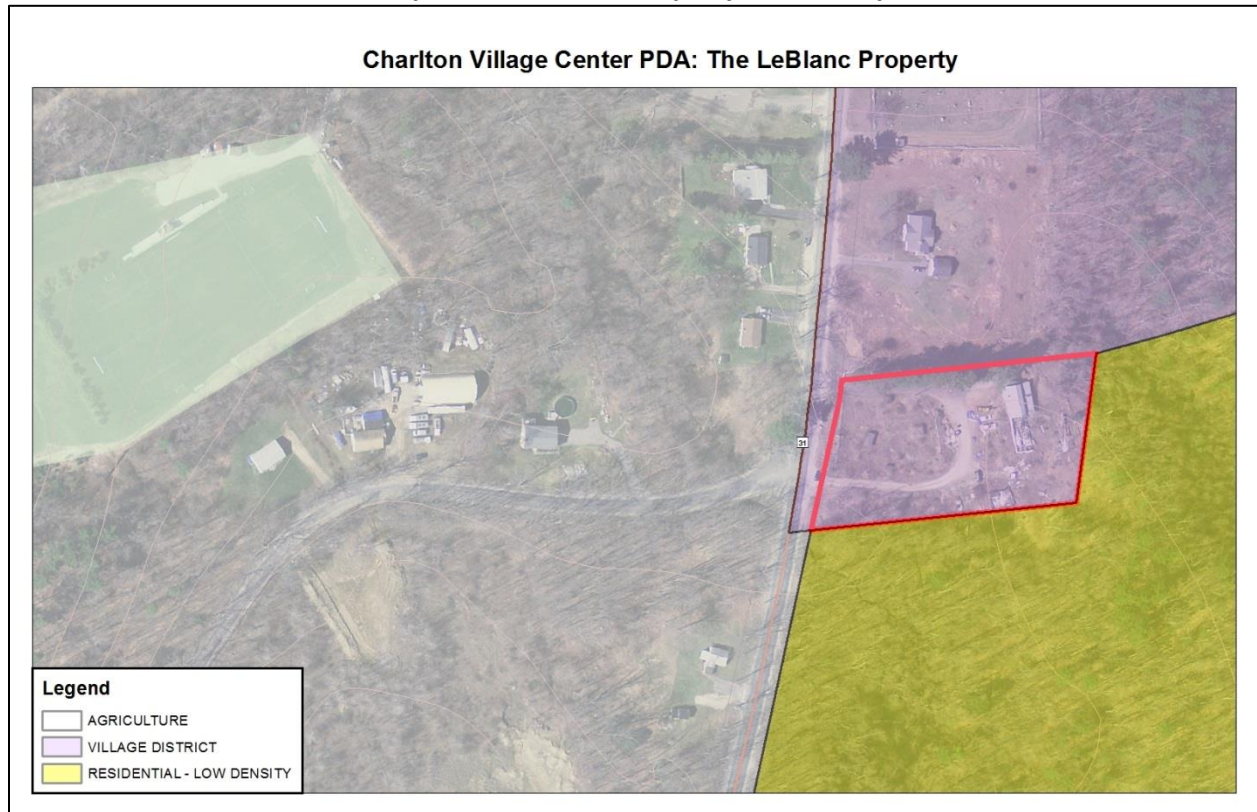 Charlton Village Center PDA: The LeBlanc Property
31
Legend
AGRICULTURE
VILLAGE DISTRICT
RESIDENTIAL - LOW DENSITY